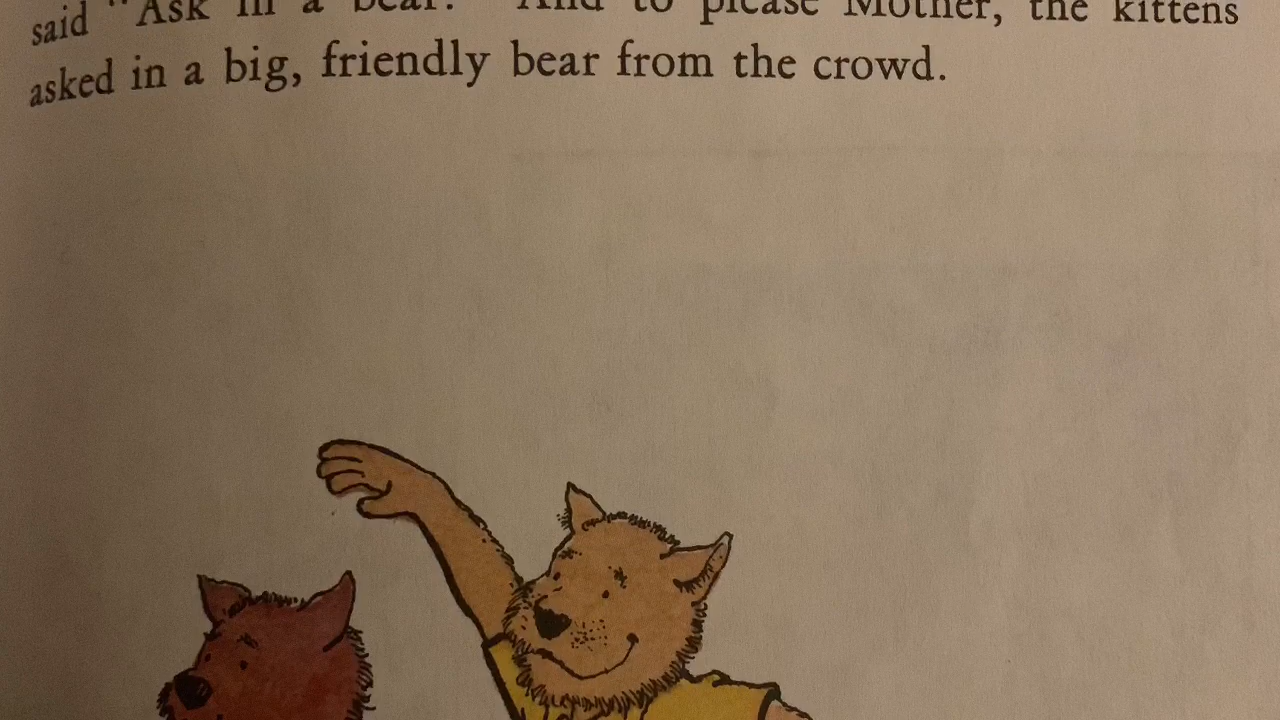 said "Ask in a bear." And to please Mother, the kittens
asked in a big, friendly bear from the crowd.